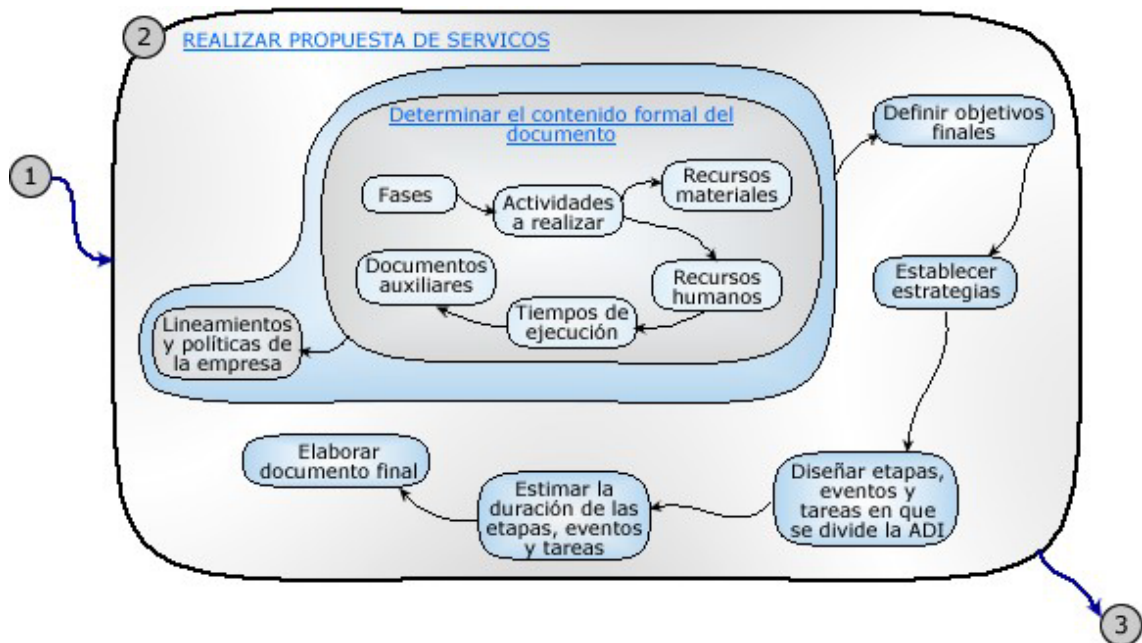 2
REALIZAR PROPUESTA DE SERVICOS
1
Determinar el contenido formal del
documento
Fases
Actividades
a realizar
Recursos
materiales
Recursos
humanos
Tiempos de
ejecución
Documentos
auxiliares
Lineamientos
y políticas de
la empresa
Definir objetivos
finales
Establecer
estrategias
Diseñar etapas,
eventos y
tareas en que
se divide la ADI
Estimar la
duración de las
etapas, eventos
y tareas
Elaborar
documento final
3